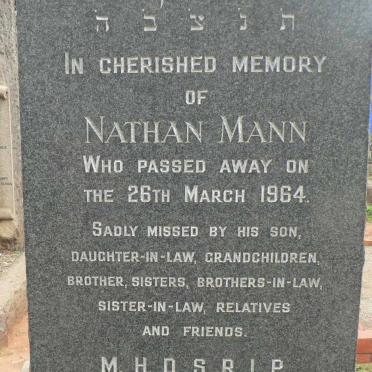 ת נ צ ב ה
IN CHERISHED MEMORY
OF
NATHAN MANN
WHO PASSED AWAY ON
THE 26TH MARCH 1964.
SADLY MISSED BY HIS SON,
DAUGHTER-IN-LAW, GRANDCHILDREN,
BROTHER, SISTERS, BROTHERS-IN-LAW,
SISTER-IN-LAW, RELATIVES
AND FRIENDS.
M.H.D.S.R.I.P.